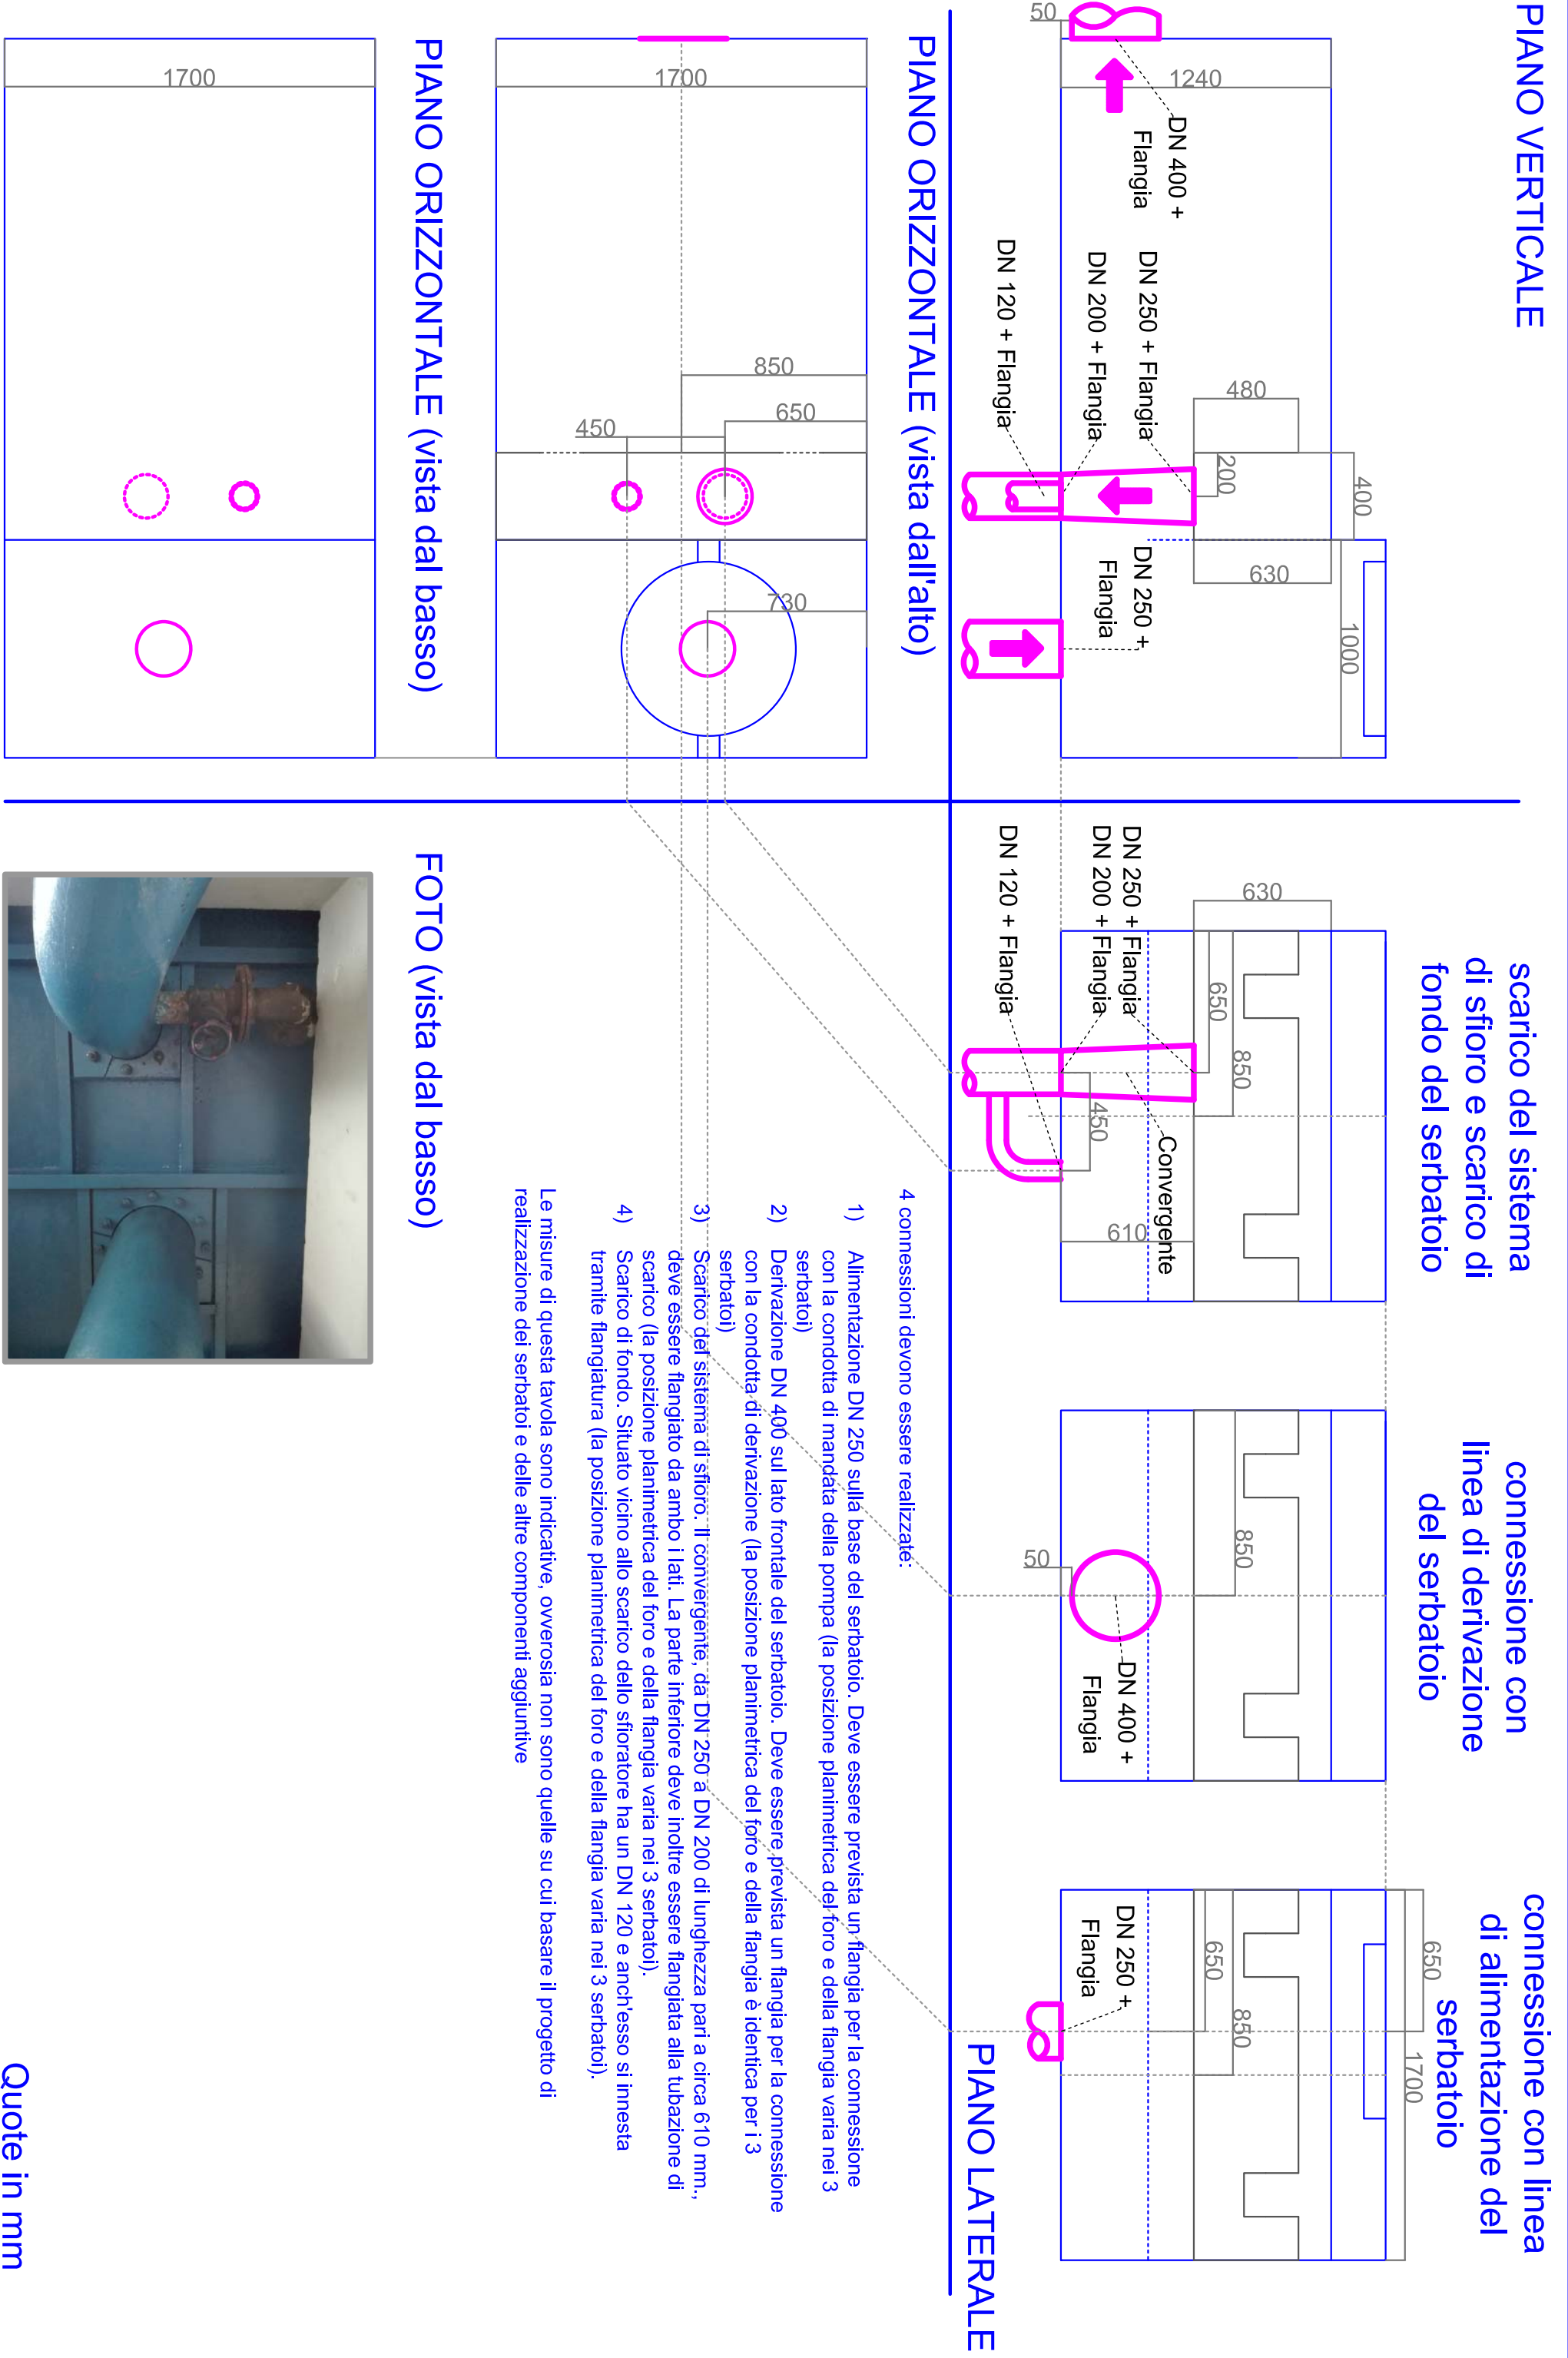 PIANO VERTICALE
50
1240
DN 400 +
Flangia
DN 250 + Flangia
DN 200 + Flangia
DN 120 + Flangia
480
200
400
630
DN 250 +
Flangia
1000
scarico del sistema
di sfioro e scarico di
fondo del serbatoio
630
DN 250 + Flangia
DN 200 + Flangia
DN 120 + Flangia
650
850
450
Convergente
610
connessione con
linea di derivazione
del serbatoio
850
50
DN 400 +
Flangia
connessione con linea
di alimentazione del
serbatoio
650
1700
650
850
DN 250 +
Flangia
PIANO LATERALE
PIANO ORIZZONTALE (vista dall'alto)
1700
850
650
450
730
4 connessioni devono essere realizzate:
1) Alimentazione DN 250 sulla base del serbatoio. Deve essere prevista un flangia per la connessione
con la condotta di mandata della pompa (la posizione planimetrica del foro e della flangia varia nei 3
serbatoi)
2) Derivazione DN 400 sul lato frontale del serbatoio. Deve essere prevista un flangia per la connessione
con la condotta di derivazione (la posizione planimetrica del foro e della flangia è identica per i 3
serbatoi)
3) Scarico del sistema di sfioro. Il convergente, da DN 250 a DN 200 di lunghezza pari a circa 610 mm.,
deve essere flangiato da ambo i lati. La parte inferiore deve inoltre essere flangiata alla tubazione di
scarico (la posizione planimetrica del foro e della flangia varia nei 3 serbatoi).
4) Scarico di fondo. Situato vicino allo scarico dello sfioratore ha un DN 120 e anch'esso si innesta
tramite flangiatura (la posizione planimetrica del foro e della flangia varia nei 3 serbatoi).
Le misure di questa tavola sono indicative, ovverosia non sono quelle su cui basare il progetto di
realizzazione dei serbatoi e delle altre componenti aggiuntive
PIANO ORIZZONTALE (vista dal basso)
1700
FOTO (vista dal basso)
Quote in mm